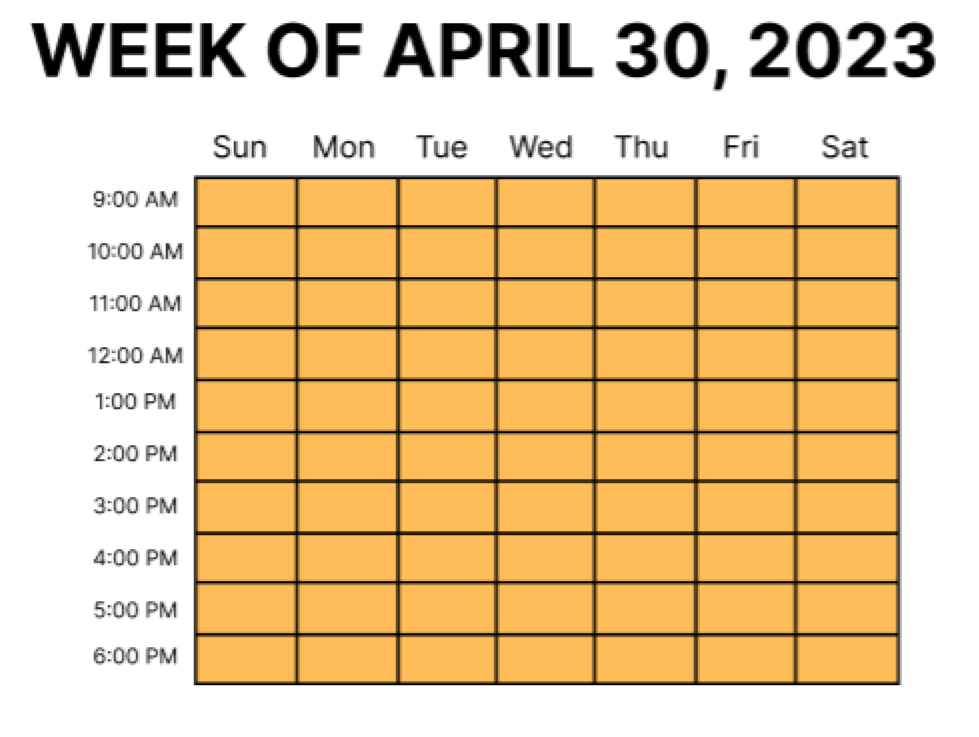 WEEK OF APRIL 30, 2023
Sun Mon Tue Wed Thu Fri Sat
9:00 AM
10:00 AM
11:00 AM
12:00 AM
1:00 PM
2:00 PM
3:00 PM
4:00 PM
5:00 PM
6:00 PM